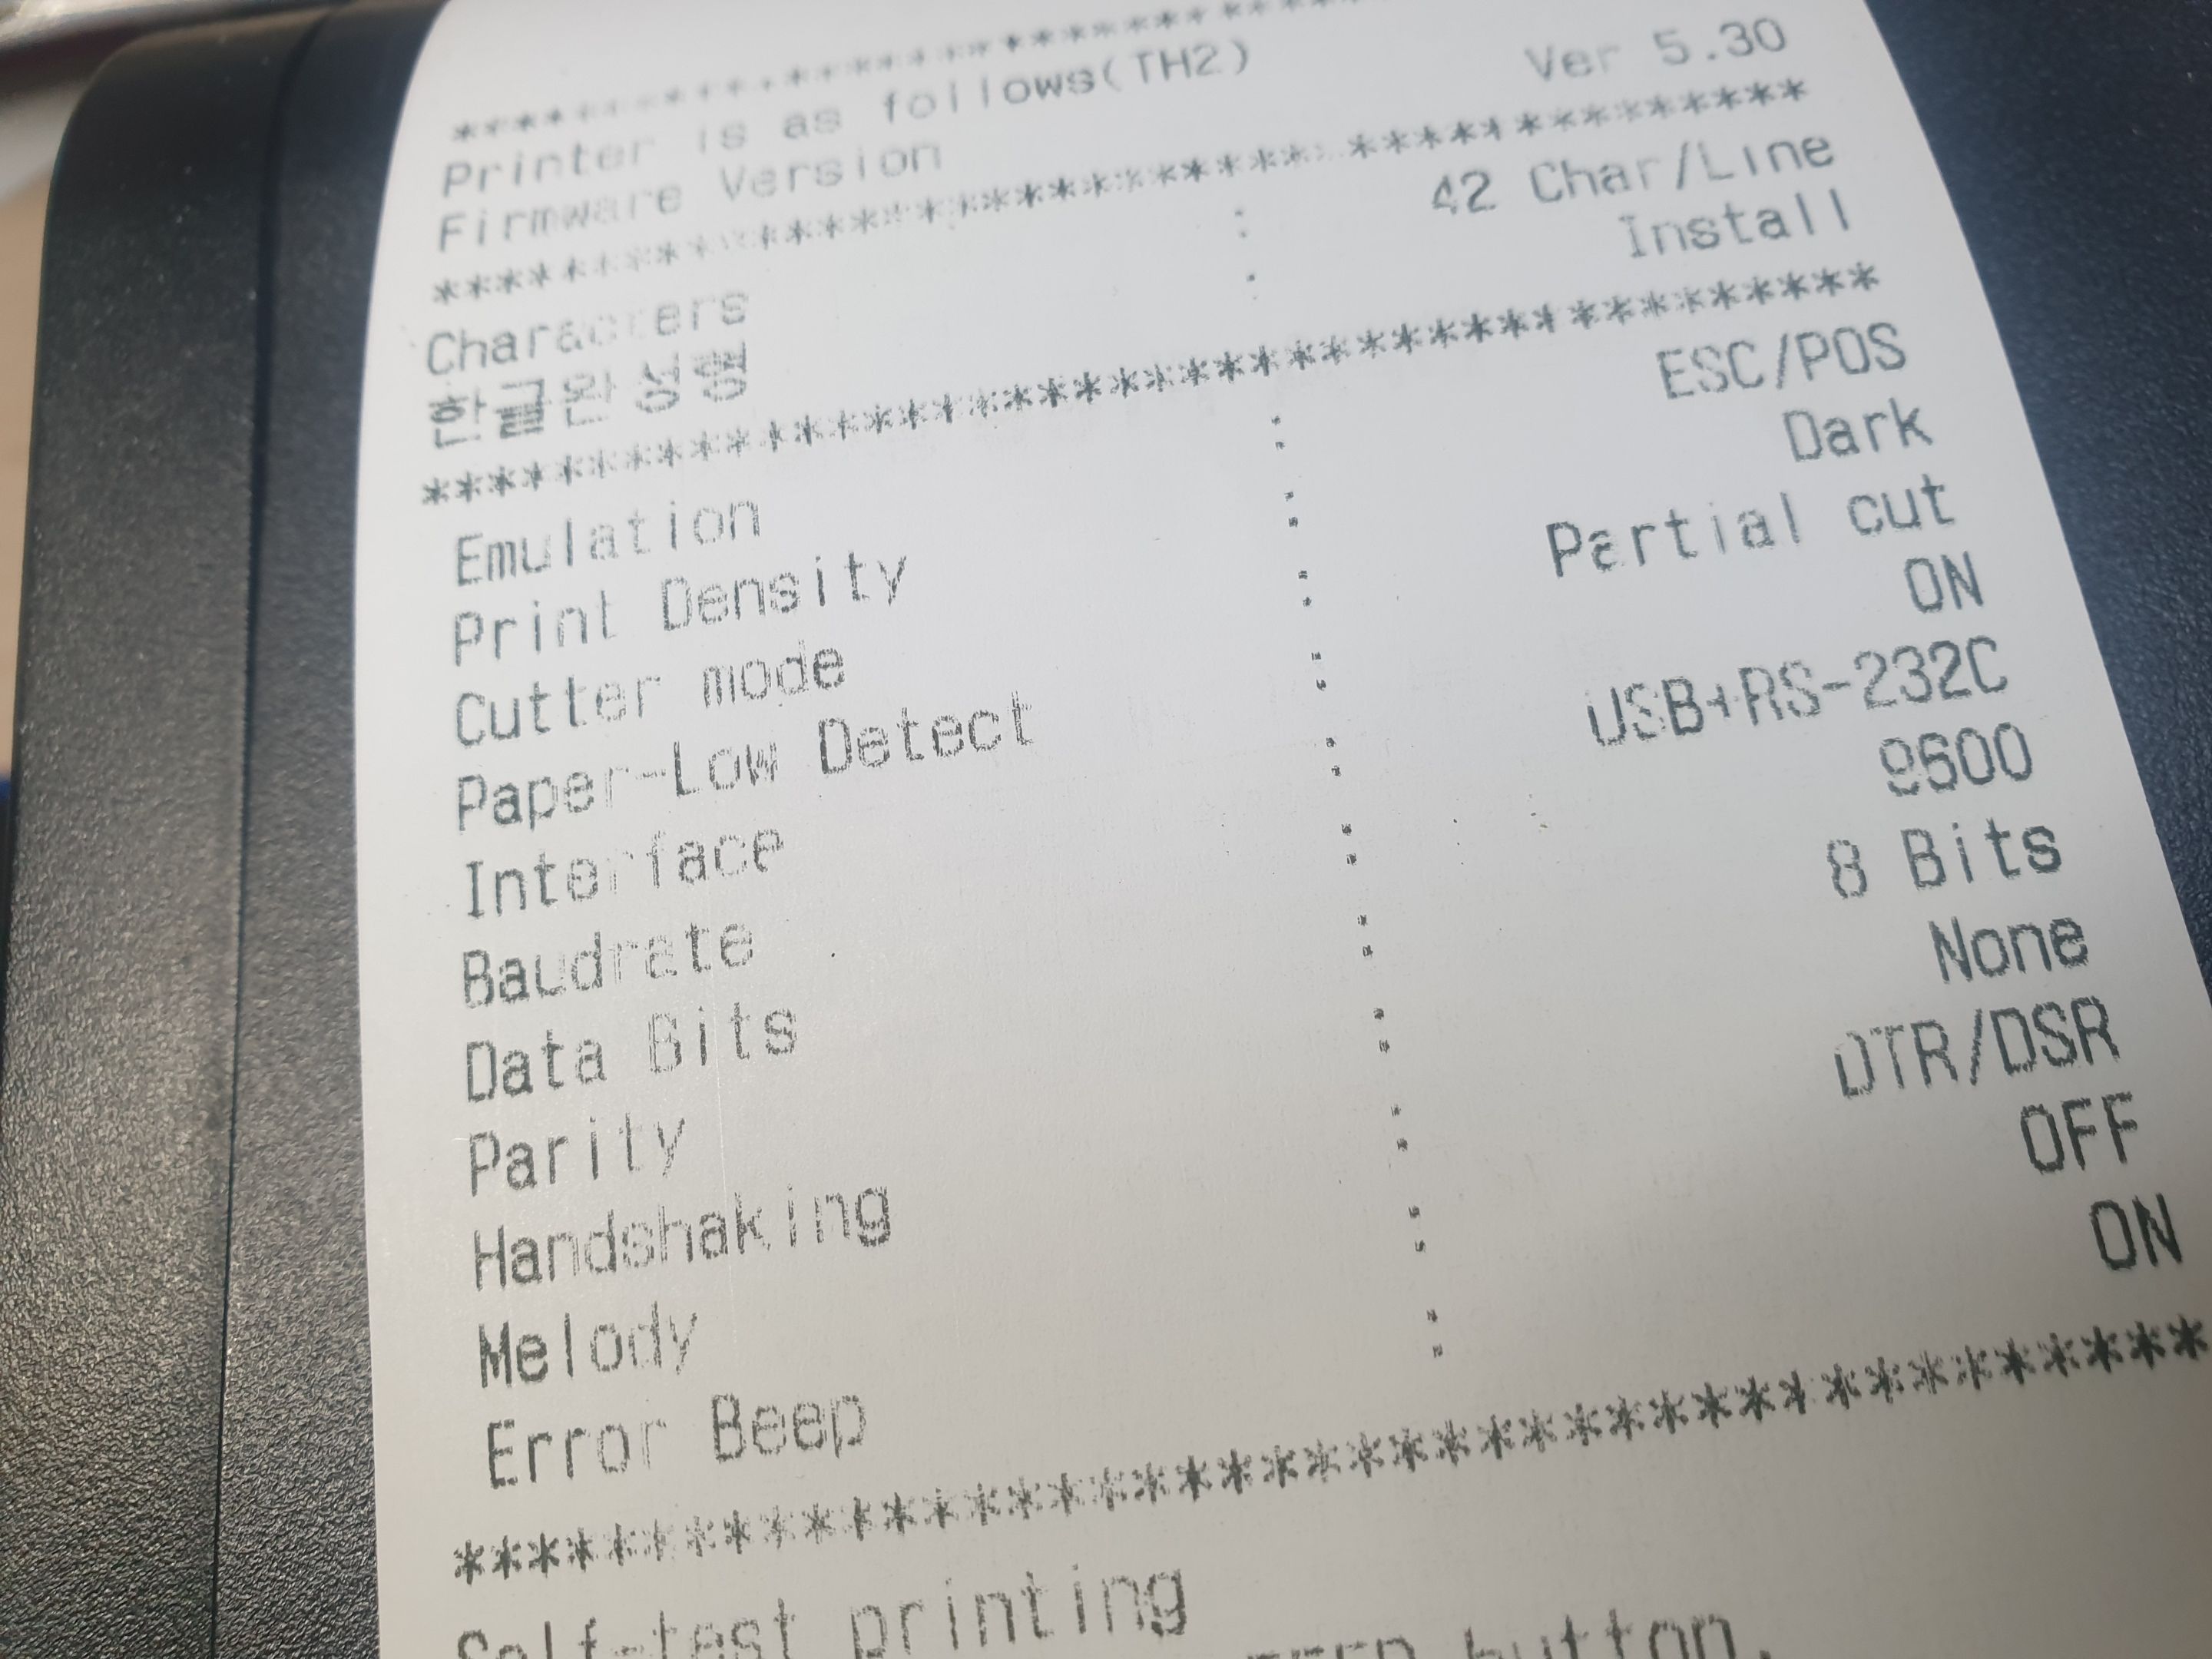 ******************************************
Printer is as follows(TH2)
Firmware Version Ver 5.30
******************************************
Characters : 42 Char/Line
한글완성형 : Install
******************************************
Emulation : ESC/POS
Print Density : Dark
Cutter mode : Partial cut
Paper-Low Detect : ON
Interface : USB+RS-232C
Baudrate : 9600
Data Bits : 8 Bits
Parity : None
Handshaking : DTR/DSR
Melody : OFF
Error Beep : ON
******************************************
Self-test printing
button.